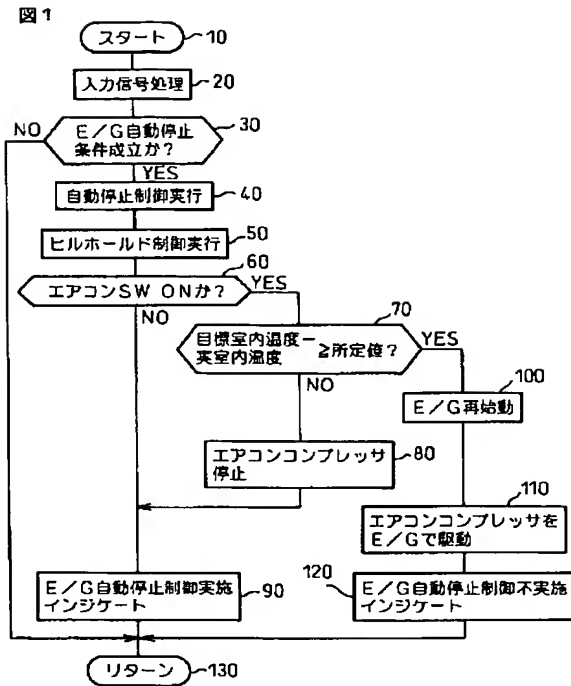 図1
スタート
10
入力信号処理
20
E/G自動停止
条件成立か?
30
NO
YES
自動停止制御実行
40
ヒルホールド制御実行
50
エアコンSW ONか?
60
YES
NO
目標室内温度−
実室内温度
≧所定値?
70
YES
NO
E/G再始動
100
エアコンコンプレッサ
停止
80
エアコンコンプレッサを
E/Gで駆動
110
E/G自動停止制御実施
インジケート
90
E/G自動停止制御不実施
インジケート
120
リターン
130